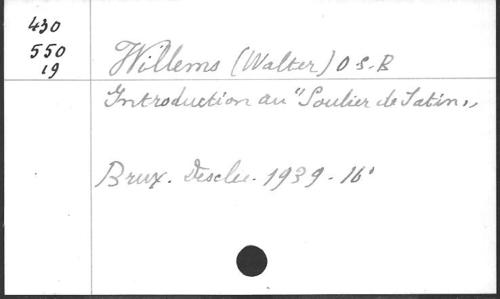 430
550
19
Willems (Walter) O S.B
Introduction au "Soulier de Satin"
Brux. Desclee. 1939 - 16°